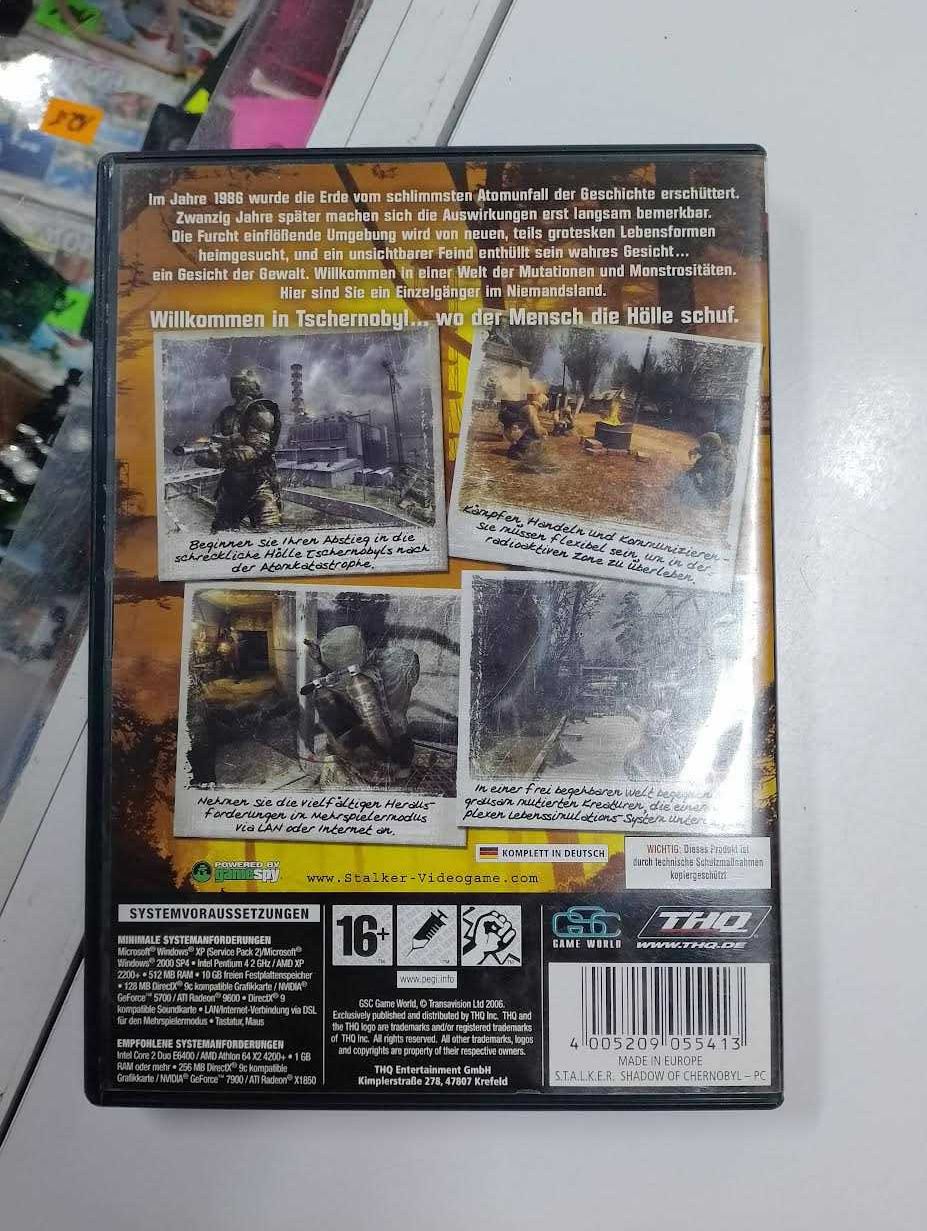 Im Jahre 1986 wurde die Erde vom schlimmsten Atomunfall der Geschichte erschüttert.
Zwanzig Jahre später machen sich die Auswirkungen erst langsam bemerkbar.
Die Furcht einflößende Umgebung wird von neuen, teils grotesken Lebensformen
heimgesucht, und ein unsichtbarer Feind enthüllt sein wahres Gesicht...
ein Gesicht der Gewalt. Willkommen in einer Welt der Mutationen und Monstrositäten.
Hier sind Sie ein Einzelgänger im Niemandsland.
Willkommen in Tschernobyl... wo der Mensch die Hölle schuf.
Beginnen Sie Ihren Abstieg in die
schreckliche Hölle Tschernobyls nach
der Atomkatastrophe.
Kämpfen, Handeln und Kommunizieren -
Sie müssen flexibel sein, um in der
radioaktiven Zone zu überleben.
Nehmen Sie die vielfältigen Heraus-
forderungen im Mehrspielermodus
via LAN oder Internet an.
In einer frei begehbaren Welt begegnen
grausam mutierten Kreaturen, die einem
plexen Lebenssimulations-System
POWERED BY
gamespy
www.Stalker-Videogame.com
KOMPLETT IN DEUTSCH
WICHTIG: Dieses Produkt ist
durch technische Schutzmaßnahmen
kopiergeschützt
SYSTEMVORAUSSETZUNGEN
MINIMALE SYSTEMANFORDERUNGEN
Microsoft® Windows® XP (Service Pack 2)/Microsoft®
Windows® 2000 SP4 • Intel Pentium 4 2 GHz / AMD XP
2200+ • 512 MB RAM • 10 GB freien Festplattenspeicher
• 128 MB DirectX® 9c kompatible Grafikkarte / NVIDIA®
GeForce™ 5700 / ATI Radeon® 9600 • DirectX® 9
kompatible Soundkarte • LAN/Internet-Verbindung via DSL
für den Mehrspielermodus • Tastatur, Maus
EMPFOHLENE SYSTEMANFORDERUNGEN
Intel Core 2 Duo E6400 / AMD Athlon 64 X2 4200+ • 1 GB
RAM oder mehr • 256 MB DirectX® 9c kompatible
Grafikkarte / NVIDIA® GeForce™ 7900 / ATI Radeon® X1850
16+
www.pegi.info
GSC Game World, © Transavision Ltd 2006.
Exclusively published and distributed by THQ Inc. THQ and
the THQ logo are trademarks and/or registered trademarks
of THQ Inc. All rights reserved. All other trademarks, logos
and copyrights are property of their respective owners.
THQ Entertainment GmbH
Kimplerstraße 278, 47807 Krefeld
GSC
GAME WORLD
THQ
WWW.THQ.DE
4 005209 055413
MADE IN EUROPE
S.T.A.L.K.E.R. SHADOW OF CHERNOBYL – PC